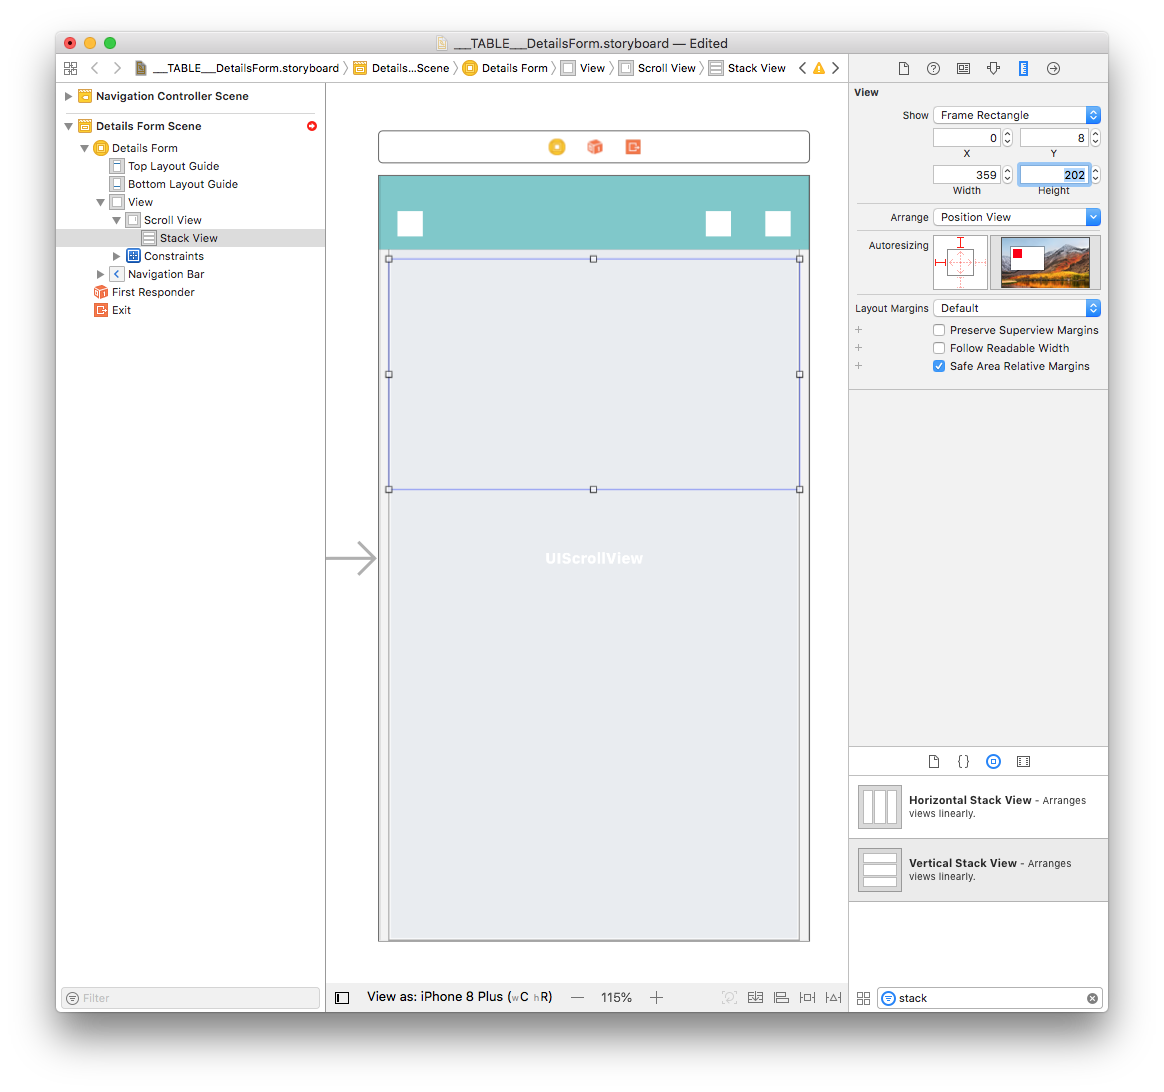 ___TABLE___DetailsForm.storyboard — Edited
___TABLE___DetailsForm.storyboard
Details...Scene
Details Form
View
Scroll View
Stack View
Navigation Controller Scene
Details Form Scene
Details Form
Top Layout Guide
Bottom Layout Guide
View
Scroll View
Stack View
Constraints
Navigation Bar
First Responder
Exit
Filter
UIScrollView
View as: iPhone 8 Plus (wC hR)
115%
View
Show Frame Rectangle
0 8
X Y
359 202
Width Height
Arrange Position View
Autoresizing
Layout Margins Default
Preserve Superview Margins
Follow Readable Width
Safe Area Relative Margins
{}
Horizontal Stack View - Arranges
views linearly.
Vertical Stack View - Arranges
views linearly.
stack